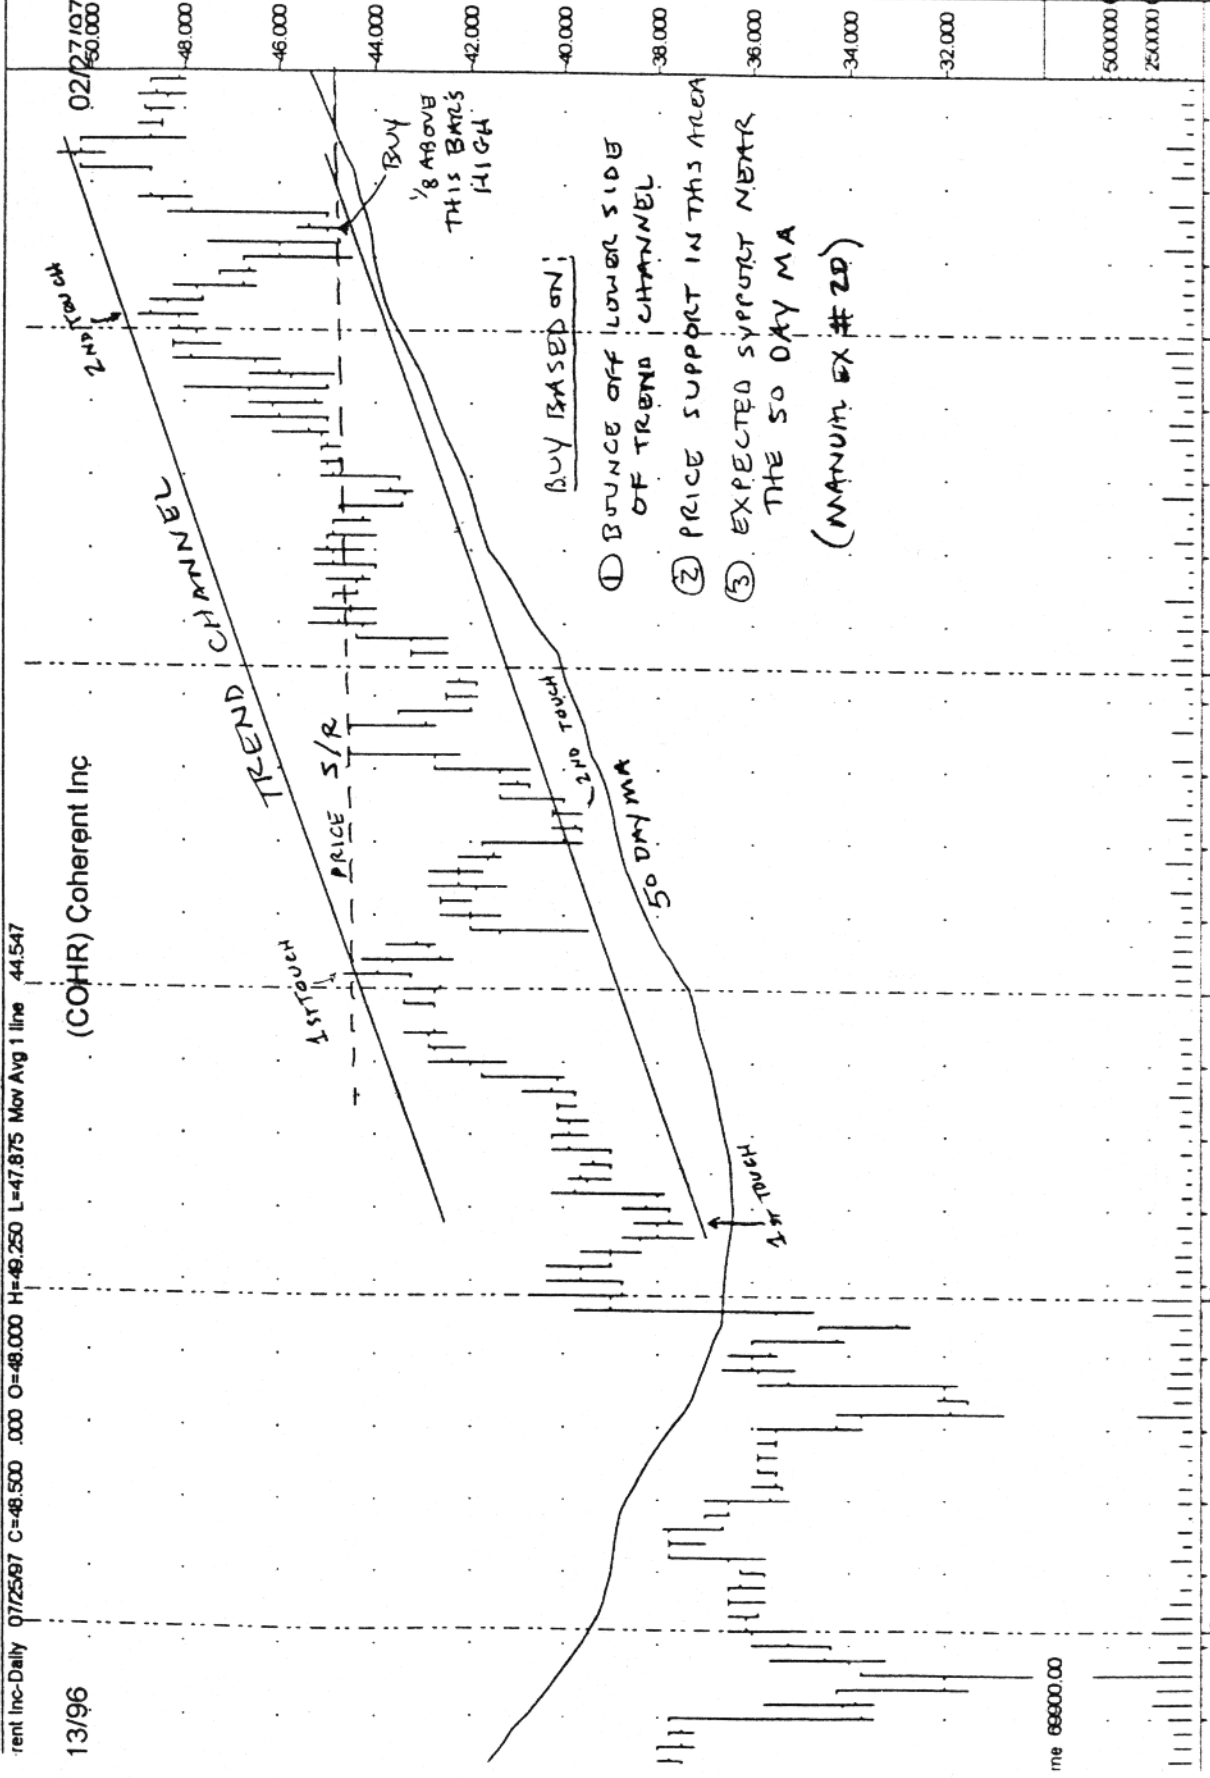 rent Inc-Daily 07/25/97 C=48.500 .000 O=48.000 H=49.250 L=47.875 Mov Avg 1 line 44.547
13/96
(COHR) Coherent Inc
02/27/07
50.000
48.000
46.000
44.000
42.000
40.000
38.000
36.000
34.000
32.000
500000
250000
me 69900.00
TREND CHANNEL
2ND TOUCH
1ST TOUCH
PRICE S/R
BUY
1/8 ABOVE
THIS BAR'S
HIGH
2ND TOUCH
50 DAY MA
1ST TOUCH
BUY BASED ON:
① BOUNCE OFF LOWER SIDE
OF TREND CHANNEL
② PRICE SUPPORT IN THIS AREA
③ EXPECTED SUPPORT NEAR
THE 50 DAY MA
(MANUAL EX # 20)